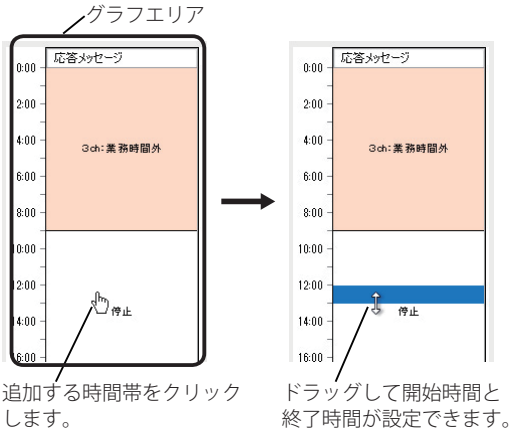 グラフエリア
応答メッセージ
0:00
2:00
4:00
3ch:業務時間外
6:00
8:00
10:00
12:00
停止
14:00
16:00
追加する時間帯をクリック
します。
応答メッセージ
0:00
2:00
4:00
3ch:業務時間外
6:00
8:00
10:00
12:00
停止
14:00
16:00
ドラッグして開始時間と
終了時間が設定できます。